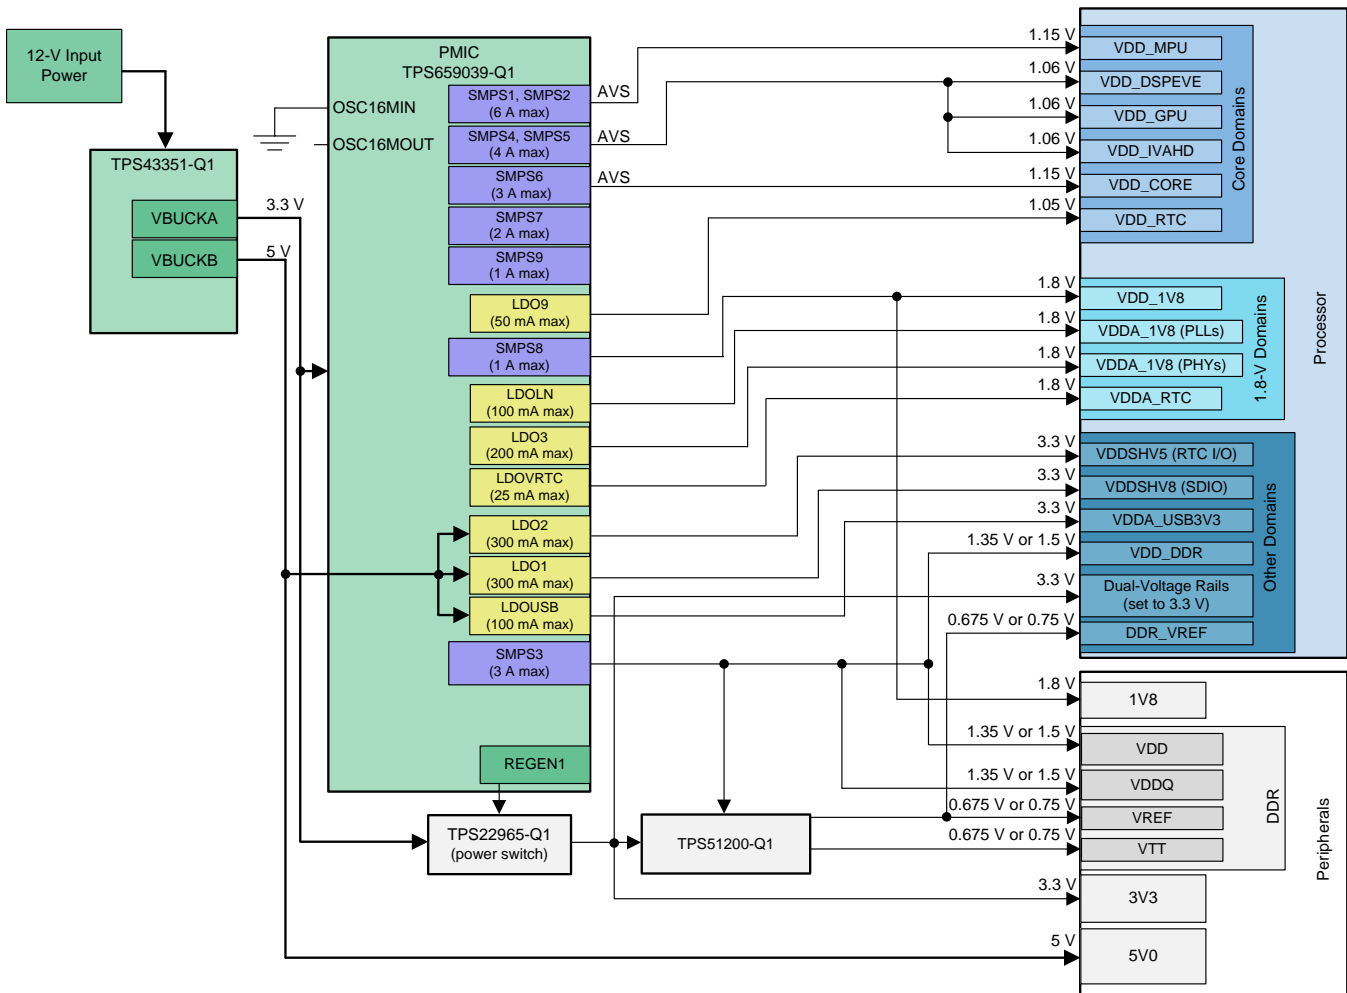 12-V Input
Power
TPS43351-Q1
VBUCKA
VBUCKB
3.3 V
5 V
PMIC
TPS659039-Q1
OSC16MIN
OSC16MOUT
SMPS1, SMPS2
(6 A max)
AVS
SMPS4, SMPS5
(4 A max)
AVS
SMPS6
(3 A max)
AVS
SMPS7
(2 A max)
SMPS9
(1 A max)
LDO9
(50 mA max)
SMPS8
(1 A max)
LDOLN
(100 mA max)
LDO3
(200 mA max)
LDOVRTC
(25 mA max)
LDO2
(300 mA max)
LDO1
(300 mA max)
LDOUSB
(100 mA max)
SMPS3
(3 A max)
REGEN1
TPS22965-Q1
(power switch)
TPS51200-Q1
1.15 V
VDD_MPU
1.06 V
VDD_DSPEVE
1.06 V
VDD_GPU
1.06 V
VDD_IVAHD
1.15 V
VDD_CORE
1.05 V
VDD_RTC
Core Domains
1.8 V
VDD_1V8
1.8 V
VDDA_1V8 (PLLs)
1.8 V
VDDA_1V8 (PHYs)
1.8 V
VDDA_RTC
1.8-V Domains
3.3 V
VDDSHV5 (RTC I/O)
3.3 V
VDDSHV8 (SDIO)
3.3 V
VDDA_USB3V3
1.35 V or 1.5 V
VDD_DDR
3.3 V
Dual-Voltage Rails
(set to 3.3 V)
0.675 V or 0.75 V
DDR_VREF
Other Domains
Processor
1.8 V
1V8
1.35 V or 1.5 V
VDD
1.35 V or 1.5 V
VDDQ
0.675 V or 0.75 V
VREF
0.675 V or 0.75 V
VTT
DDR
3.3 V
3V3
5 V
5V0
Peripherals